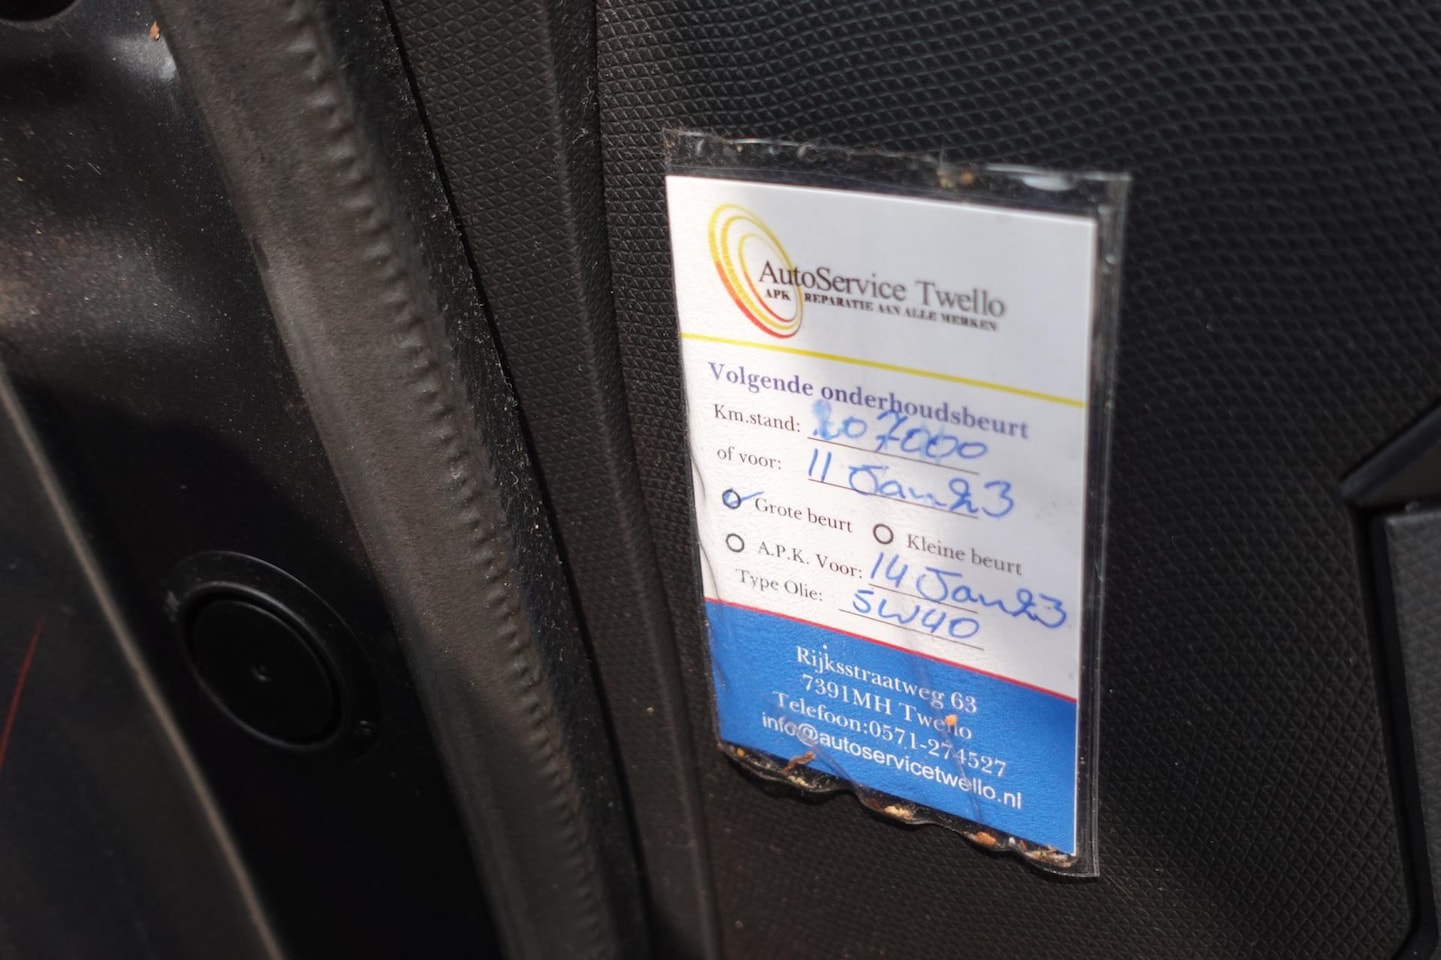 AutoService Twello
APK REPARATIE AAN ALLE MERKEN
Volgende onderhoudsbeurt
Km.stand: 207000
of voor: 11 Jan 23
Grote beurt Kleine beurt
A.P.K. Voor: 14 Jan 23
Type Olie: 5W40
Rijksstraatweg 63
7391MH Twello
Telefoon:0571-274527
info@autoservicetwello.nl